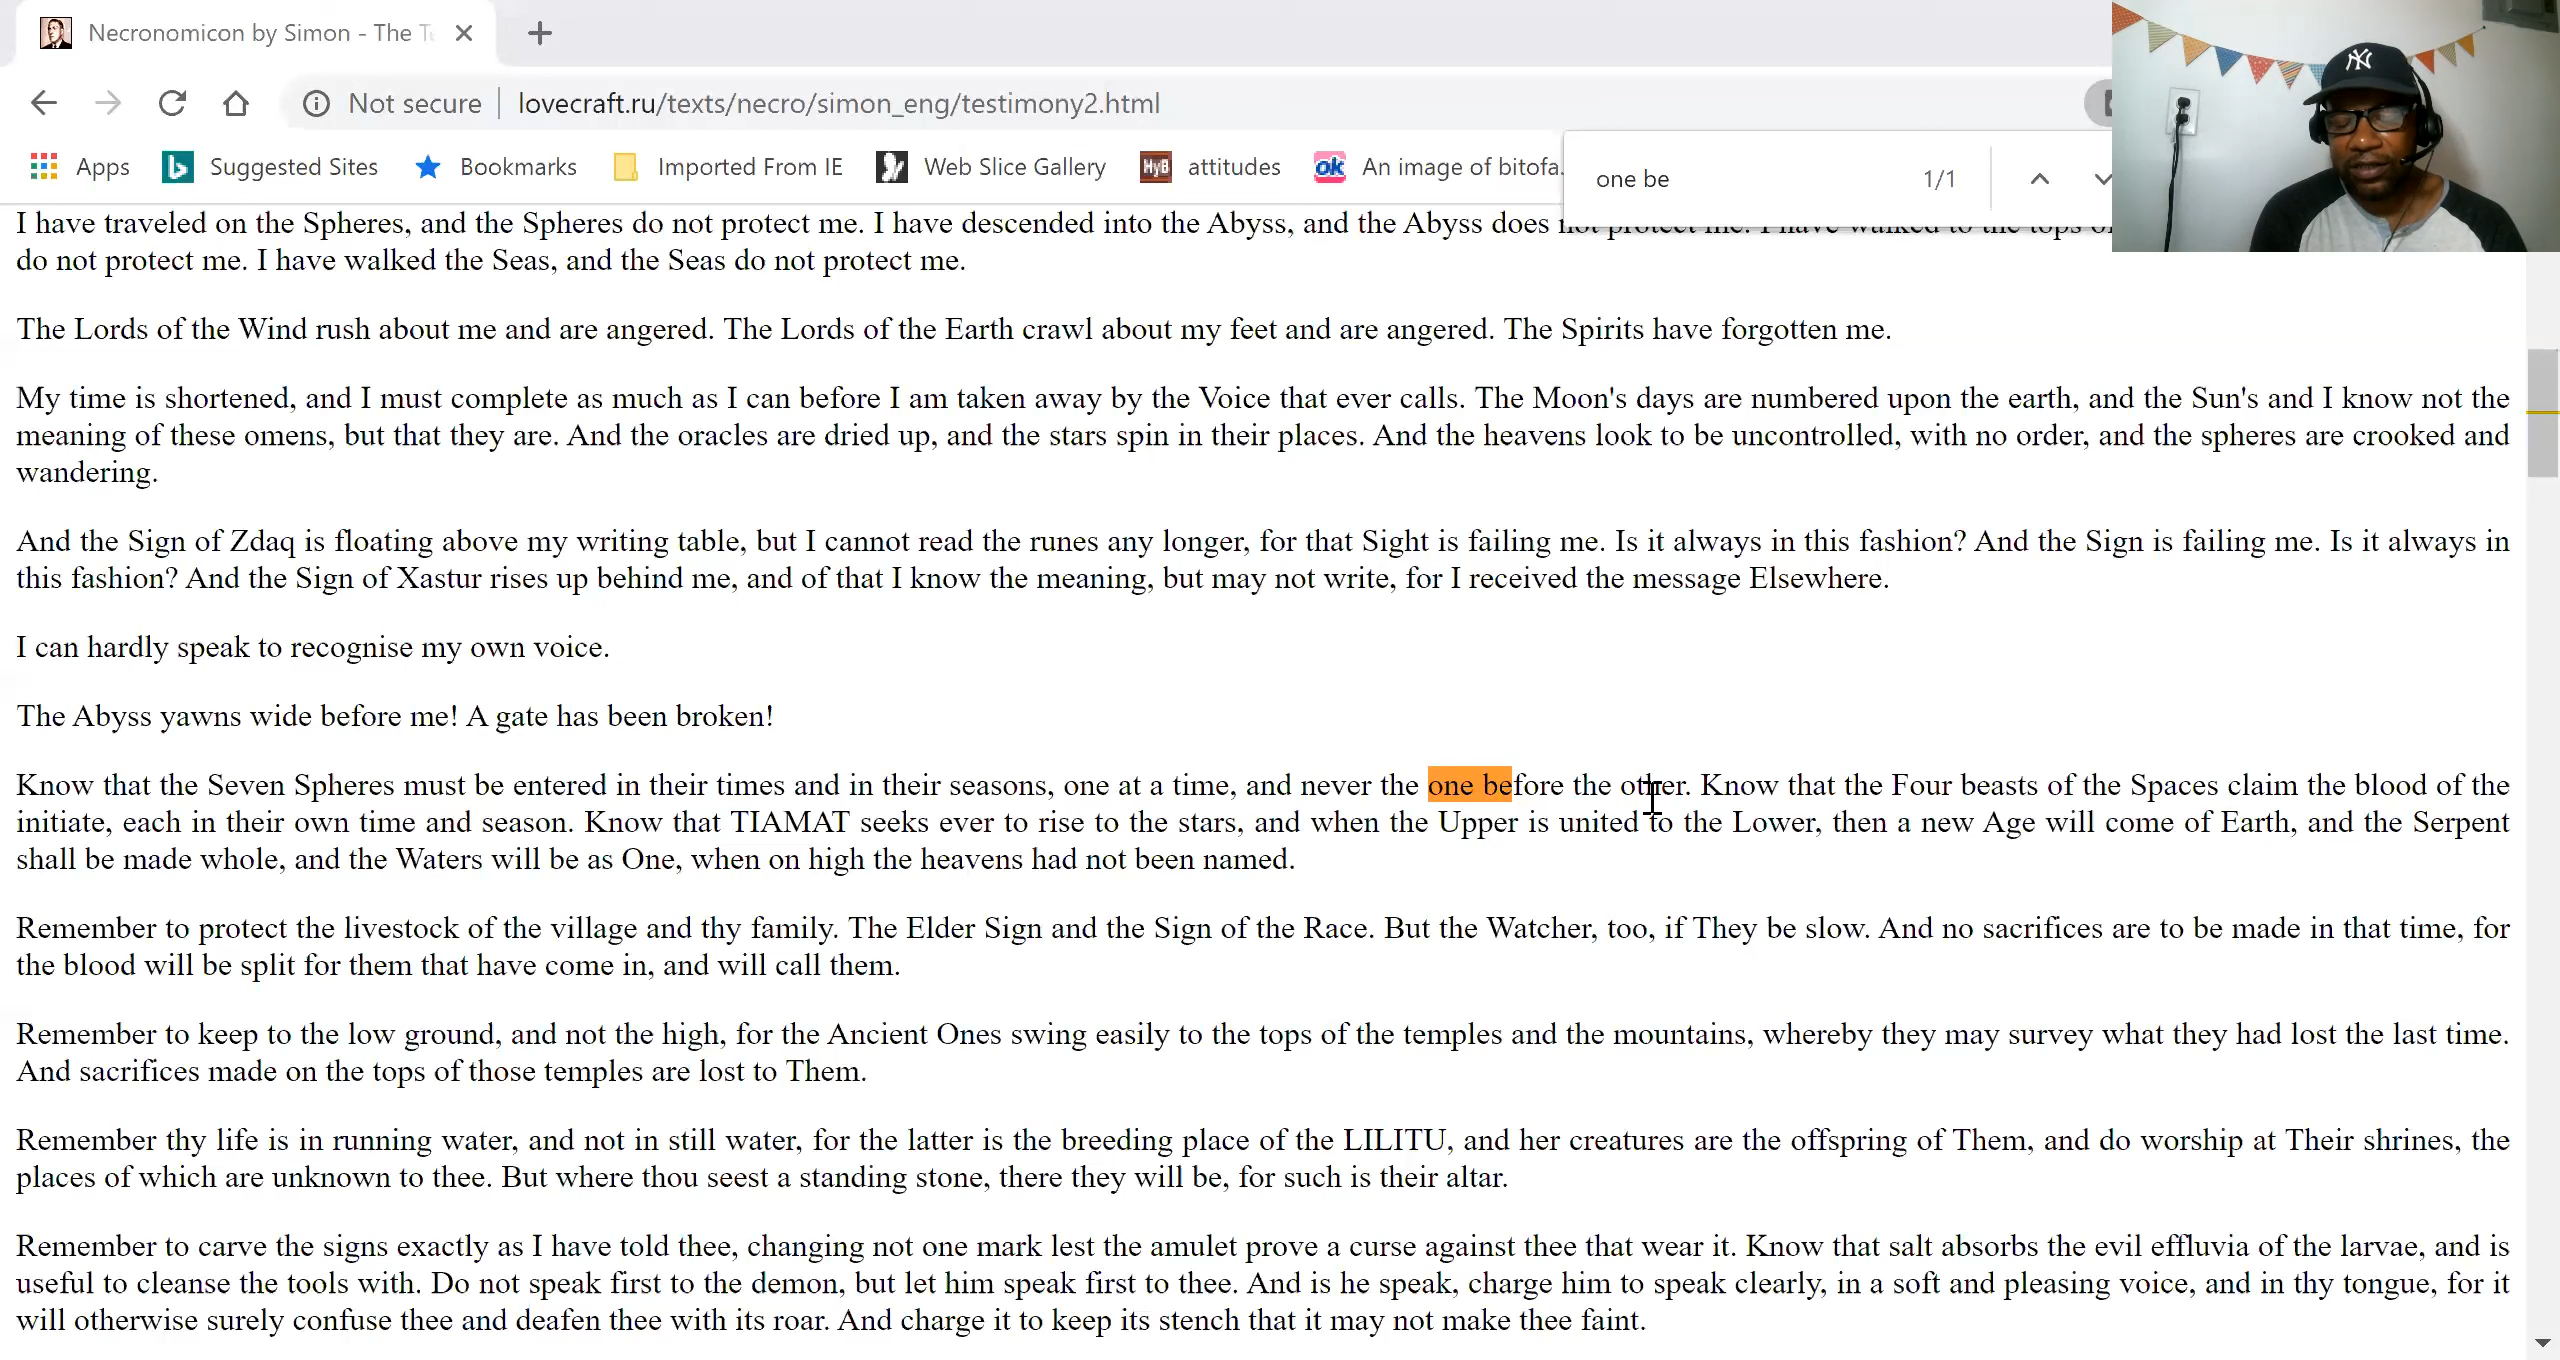 Necronomicon by Simon - The T
Not secure | lovecraft.ru/texts/necro/simon_eng/testimony2.html
Apps Suggested Sites Bookmarks Imported From IE Web Slice Gallery HyB attitudes ok An image of bitofa
one be 1/1
NY
I have traveled on the Spheres, and the Spheres do not protect me. I have descended into the Abyss, and the Abyss does not protect me. I have walked to the tops
do not protect me. I have walked the Seas, and the Seas do not protect me.
The Lords of the Wind rush about me and are angered. The Lords of the Earth crawl about my feet and are angered. The Spirits have forgotten me.
My time is shortened, and I must complete as much as I can before I am taken away by the Voice that ever calls. The Moon's days are numbered upon the earth, and the Sun's and I know not the
meaning of these omens, but that they are. And the oracles are dried up, and the stars spin in their places. And the heavens look to be uncontrolled, with no order, and the spheres are crooked and
wandering.
And the Sign of Zdaq is floating above my writing table, but I cannot read the runes any longer, for that Sight is failing me. Is it always in this fashion? And the Sign is failing me. Is it always in
this fashion? And the Sign of Xastur rises up behind me, and of that I know the meaning, but may not write, for I received the message Elsewhere.
I can hardly speak to recognise my own voice.
The Abyss yawns wide before me! A gate has been broken!
Know that the Seven Spheres must be entered in their times and in their seasons, one at a time, and never the one before the other. Know that the Four beasts of the Spaces claim the blood of the
initiate, each in their own time and season. Know that TIAMAT seeks ever to rise to the stars, and when the Upper is united to the Lower, then a new Age will come of Earth, and the Serpent
shall be made whole, and the Waters will be as One, when on high the heavens had not been named.
Remember to protect the livestock of the village and thy family. The Elder Sign and the Sign of the Race. But the Watcher, too, if They be slow. And no sacrifices are to be made in that time, for
the blood will be split for them that have come in, and will call them.
Remember to keep to the low ground, and not the high, for the Ancient Ones swing easily to the tops of the temples and the mountains, whereby they may survey what they had lost the last time.
And sacrifices made on the tops of those temples are lost to Them.
Remember thy life is in running water, and not in still water, for the latter is the breeding place of the LILITU, and her creatures are the offspring of Them, and do worship at Their shrines, the
places of which are unknown to thee. But where thou seest a standing stone, there they will be, for such is their altar.
Remember to carve the signs exactly as I have told thee, changing not one mark lest the amulet prove a curse against thee that wear it. Know that salt absorbs the evil effluvia of the larvae, and is
useful to cleanse the tools with. Do not speak first to the demon, but let him speak first to thee. And is he speak, charge him to speak clearly, in a soft and pleasing voice, and in thy tongue, for it
will otherwise surely confuse thee and deafen thee with its roar. And charge it to keep its stench that it may not make thee faint.